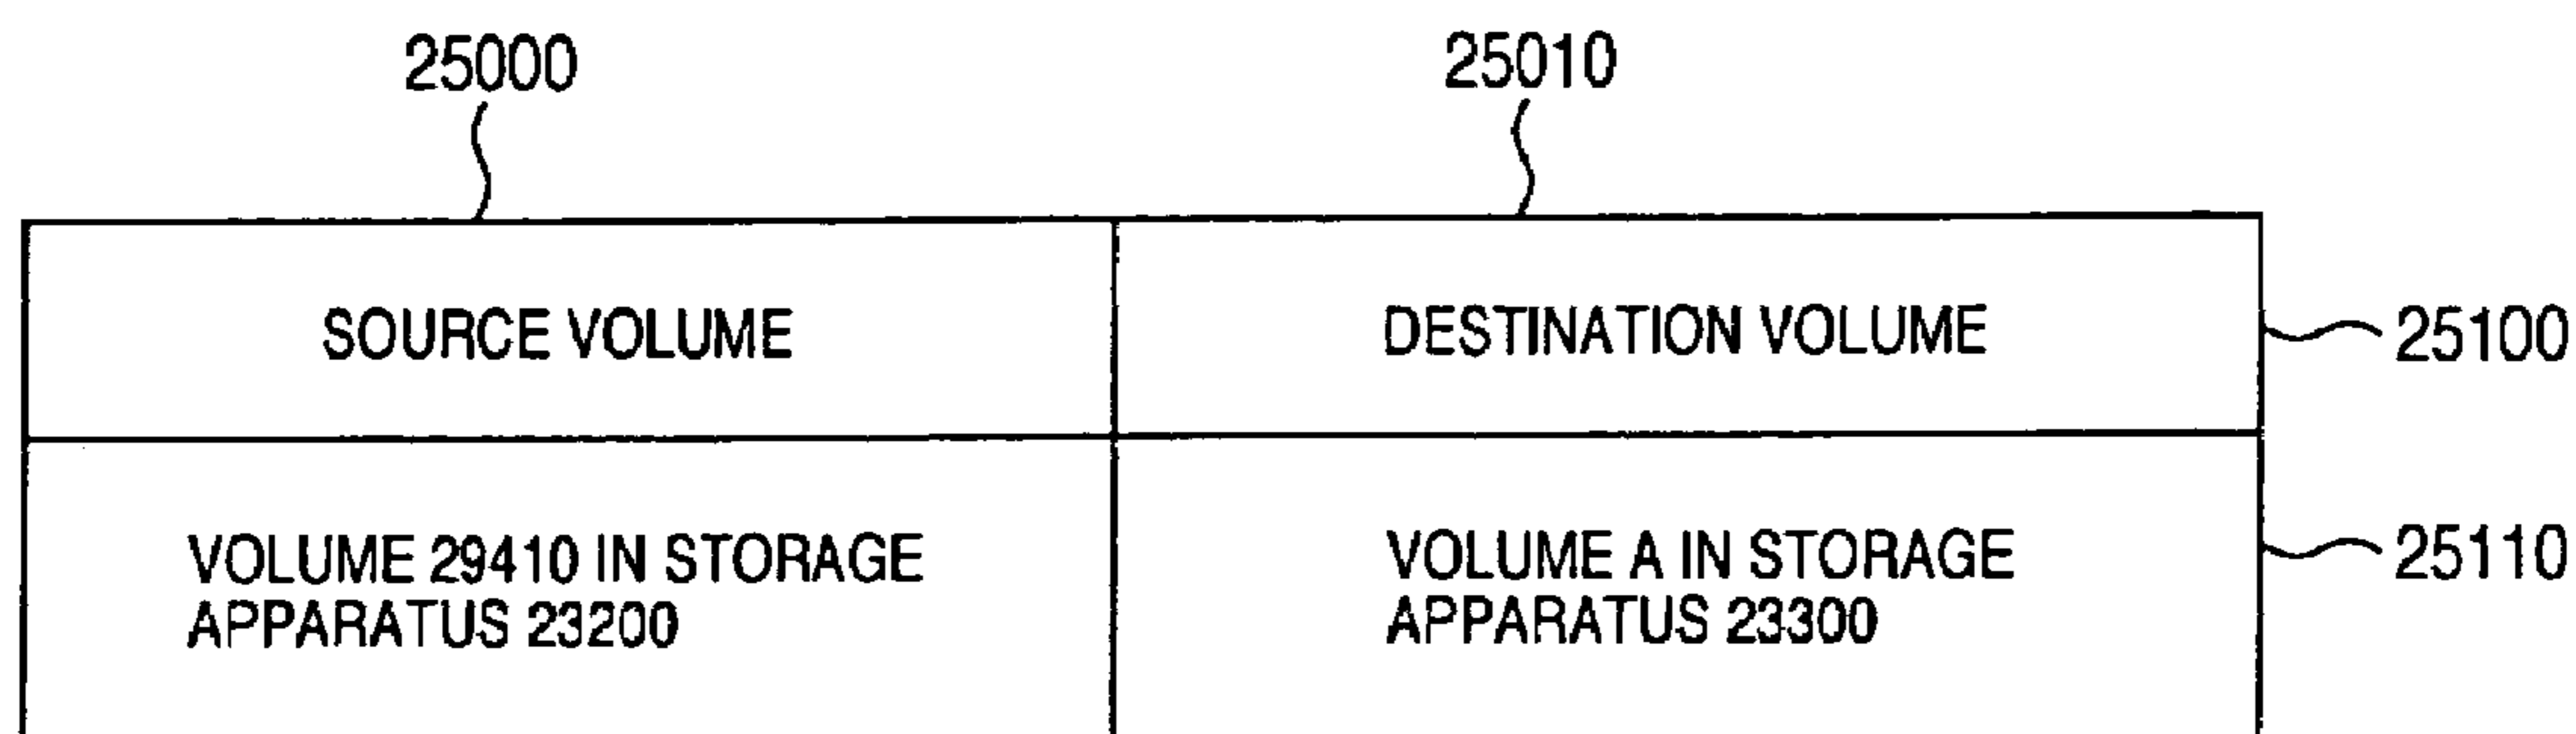 25000
25010
SOURCE VOLUME
DESTINATION VOLUME
25100
VOLUME 29410 IN STORAGE
APPARATUS 23200
VOLUME A IN STORAGE
APPARATUS 23300
25110